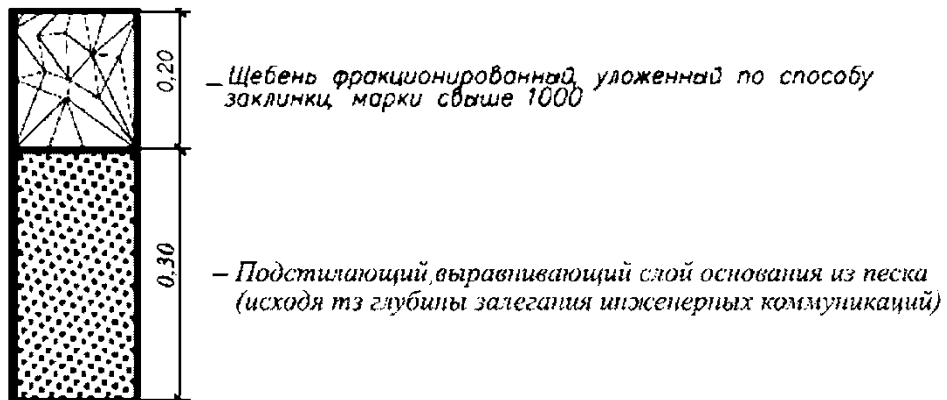 0,20
– Щебень фракционированный, уложенный по способу
заклинки, марки свыше 1000
0,30
– Подстилающий,выравнивающий слой основания из песка
(исходя тз глубины залегания инженерных коммуникаций)